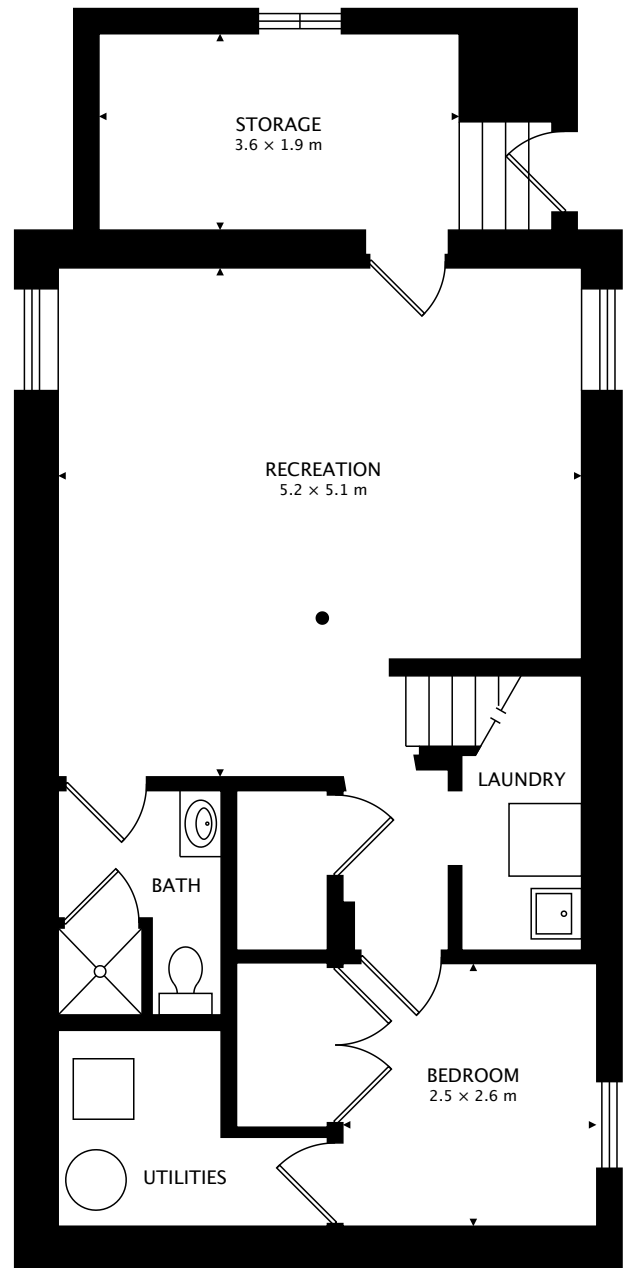 STORAGE
3.6 × 1.9 m
RECREATION
5.2 × 5.1 m
LAUNDRY
BATH
BEDROOM
2.5 × 2.6 m
UTILITIES